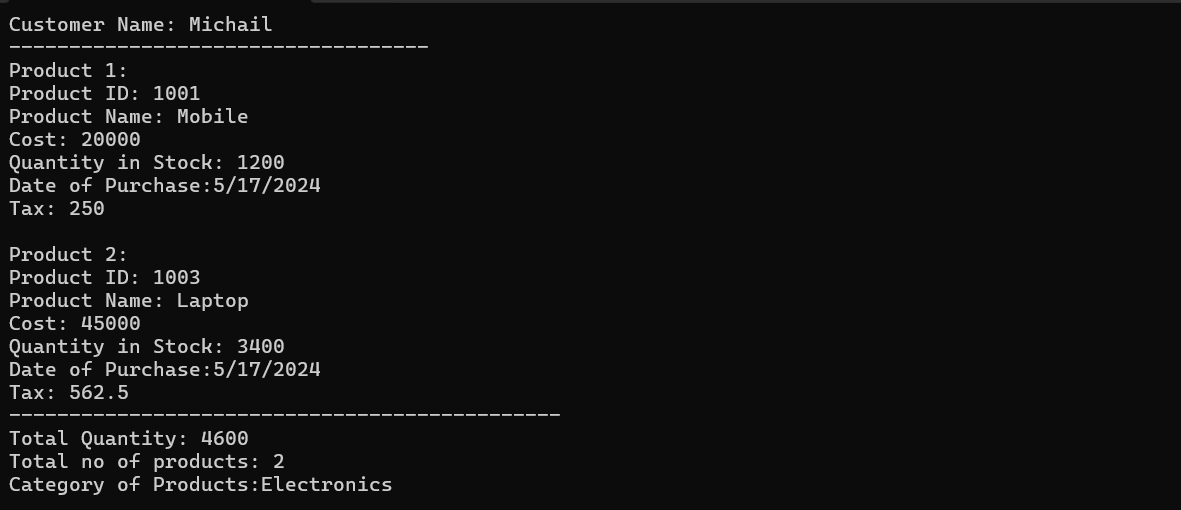 Customer Name: Michail
-----------------------------------
Product 1:
Product ID: 1001
Product Name: Mobile
Cost: 20000
Quantity in Stock: 1200
Date of Purchase:5/17/2024
Tax: 250
Product 2:
Product ID: 1003
Product Name: Laptop
Cost: 45000
Quantity in Stock: 3400
Date of Purchase:5/17/2024
Tax: 562.5
----------------------------------------------
Total Quantity: 4600
Total no of products: 2
Category of Products:Electronics